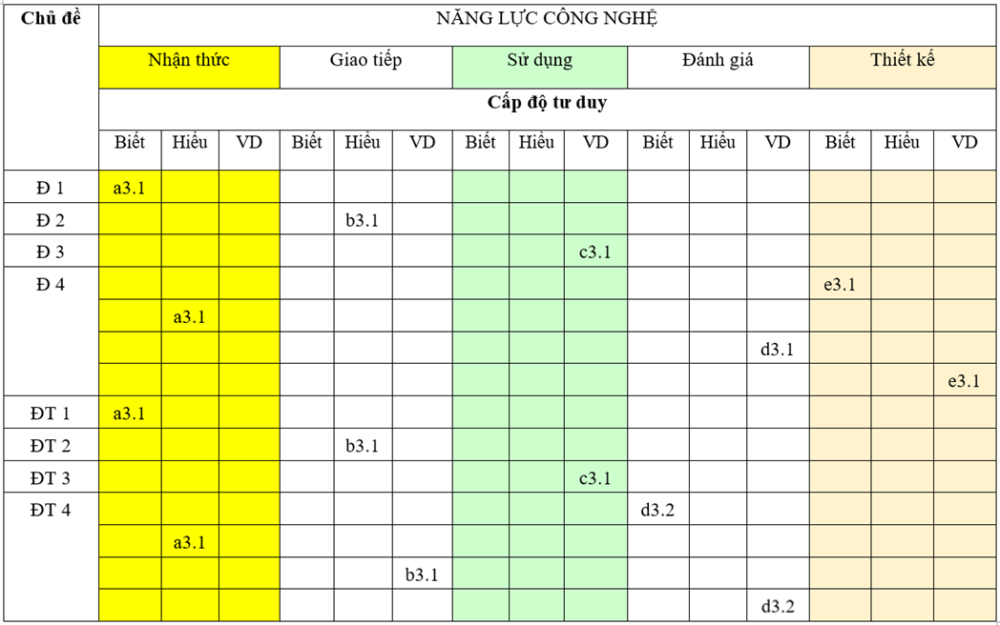 Chủ đề
NĂNG LỰC CÔNG NGHỆ
Nhận thức Giao tiếp Sử dụng Đánh giá Thiết kế
Cấp độ tư duy
Biết Hiểu VD Biết Hiểu VD Biết Hiểu VD Biết Hiểu VD Biết Hiểu VD
Đ 1 a3.1
Đ 2 b3.1
Đ 3 c3.1
Đ 4 e3.1
a3.1
d3.1
e3.1
ĐT 1 a3.1
ĐT 2 b3.1
ĐT 3 c3.1
ĐT 4 d3.2
a3.1
b3.1
d3.2